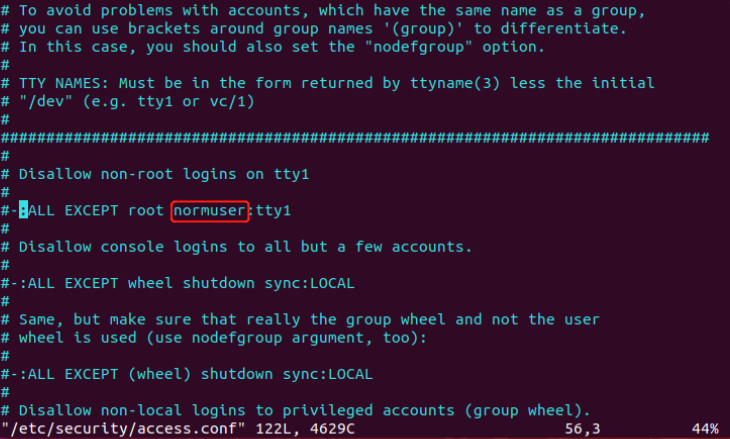 # To avoid problems with accounts, which have the same name as a group,
# you can use brackets around group names '(group)' to differentiate.
# In this case, you should also set the "nodefgroup" option.
#
# TTY NAMES: Must be in the form returned by ttyname(3) less the initial
# "/dev" (e.g. tty1 or vc/1)
#
##############################################################################
#
# Disallow non-root logins on tty1
#
#-:ALL EXCEPT root normuser:tty1
#
# Disallow console logins to all but a few accounts.
#
#-:ALL EXCEPT wheel shutdown sync:LOCAL
#
# Same, but make sure that really the group wheel and not the user
# wheel is used (use nodefgroup argument, too):
#
#-:ALL EXCEPT (wheel) shutdown sync:LOCAL
#
# Disallow non-local logins to privileged accounts (group wheel).
"/etc/security/access.conf" 122L, 4629C 56,3 44%